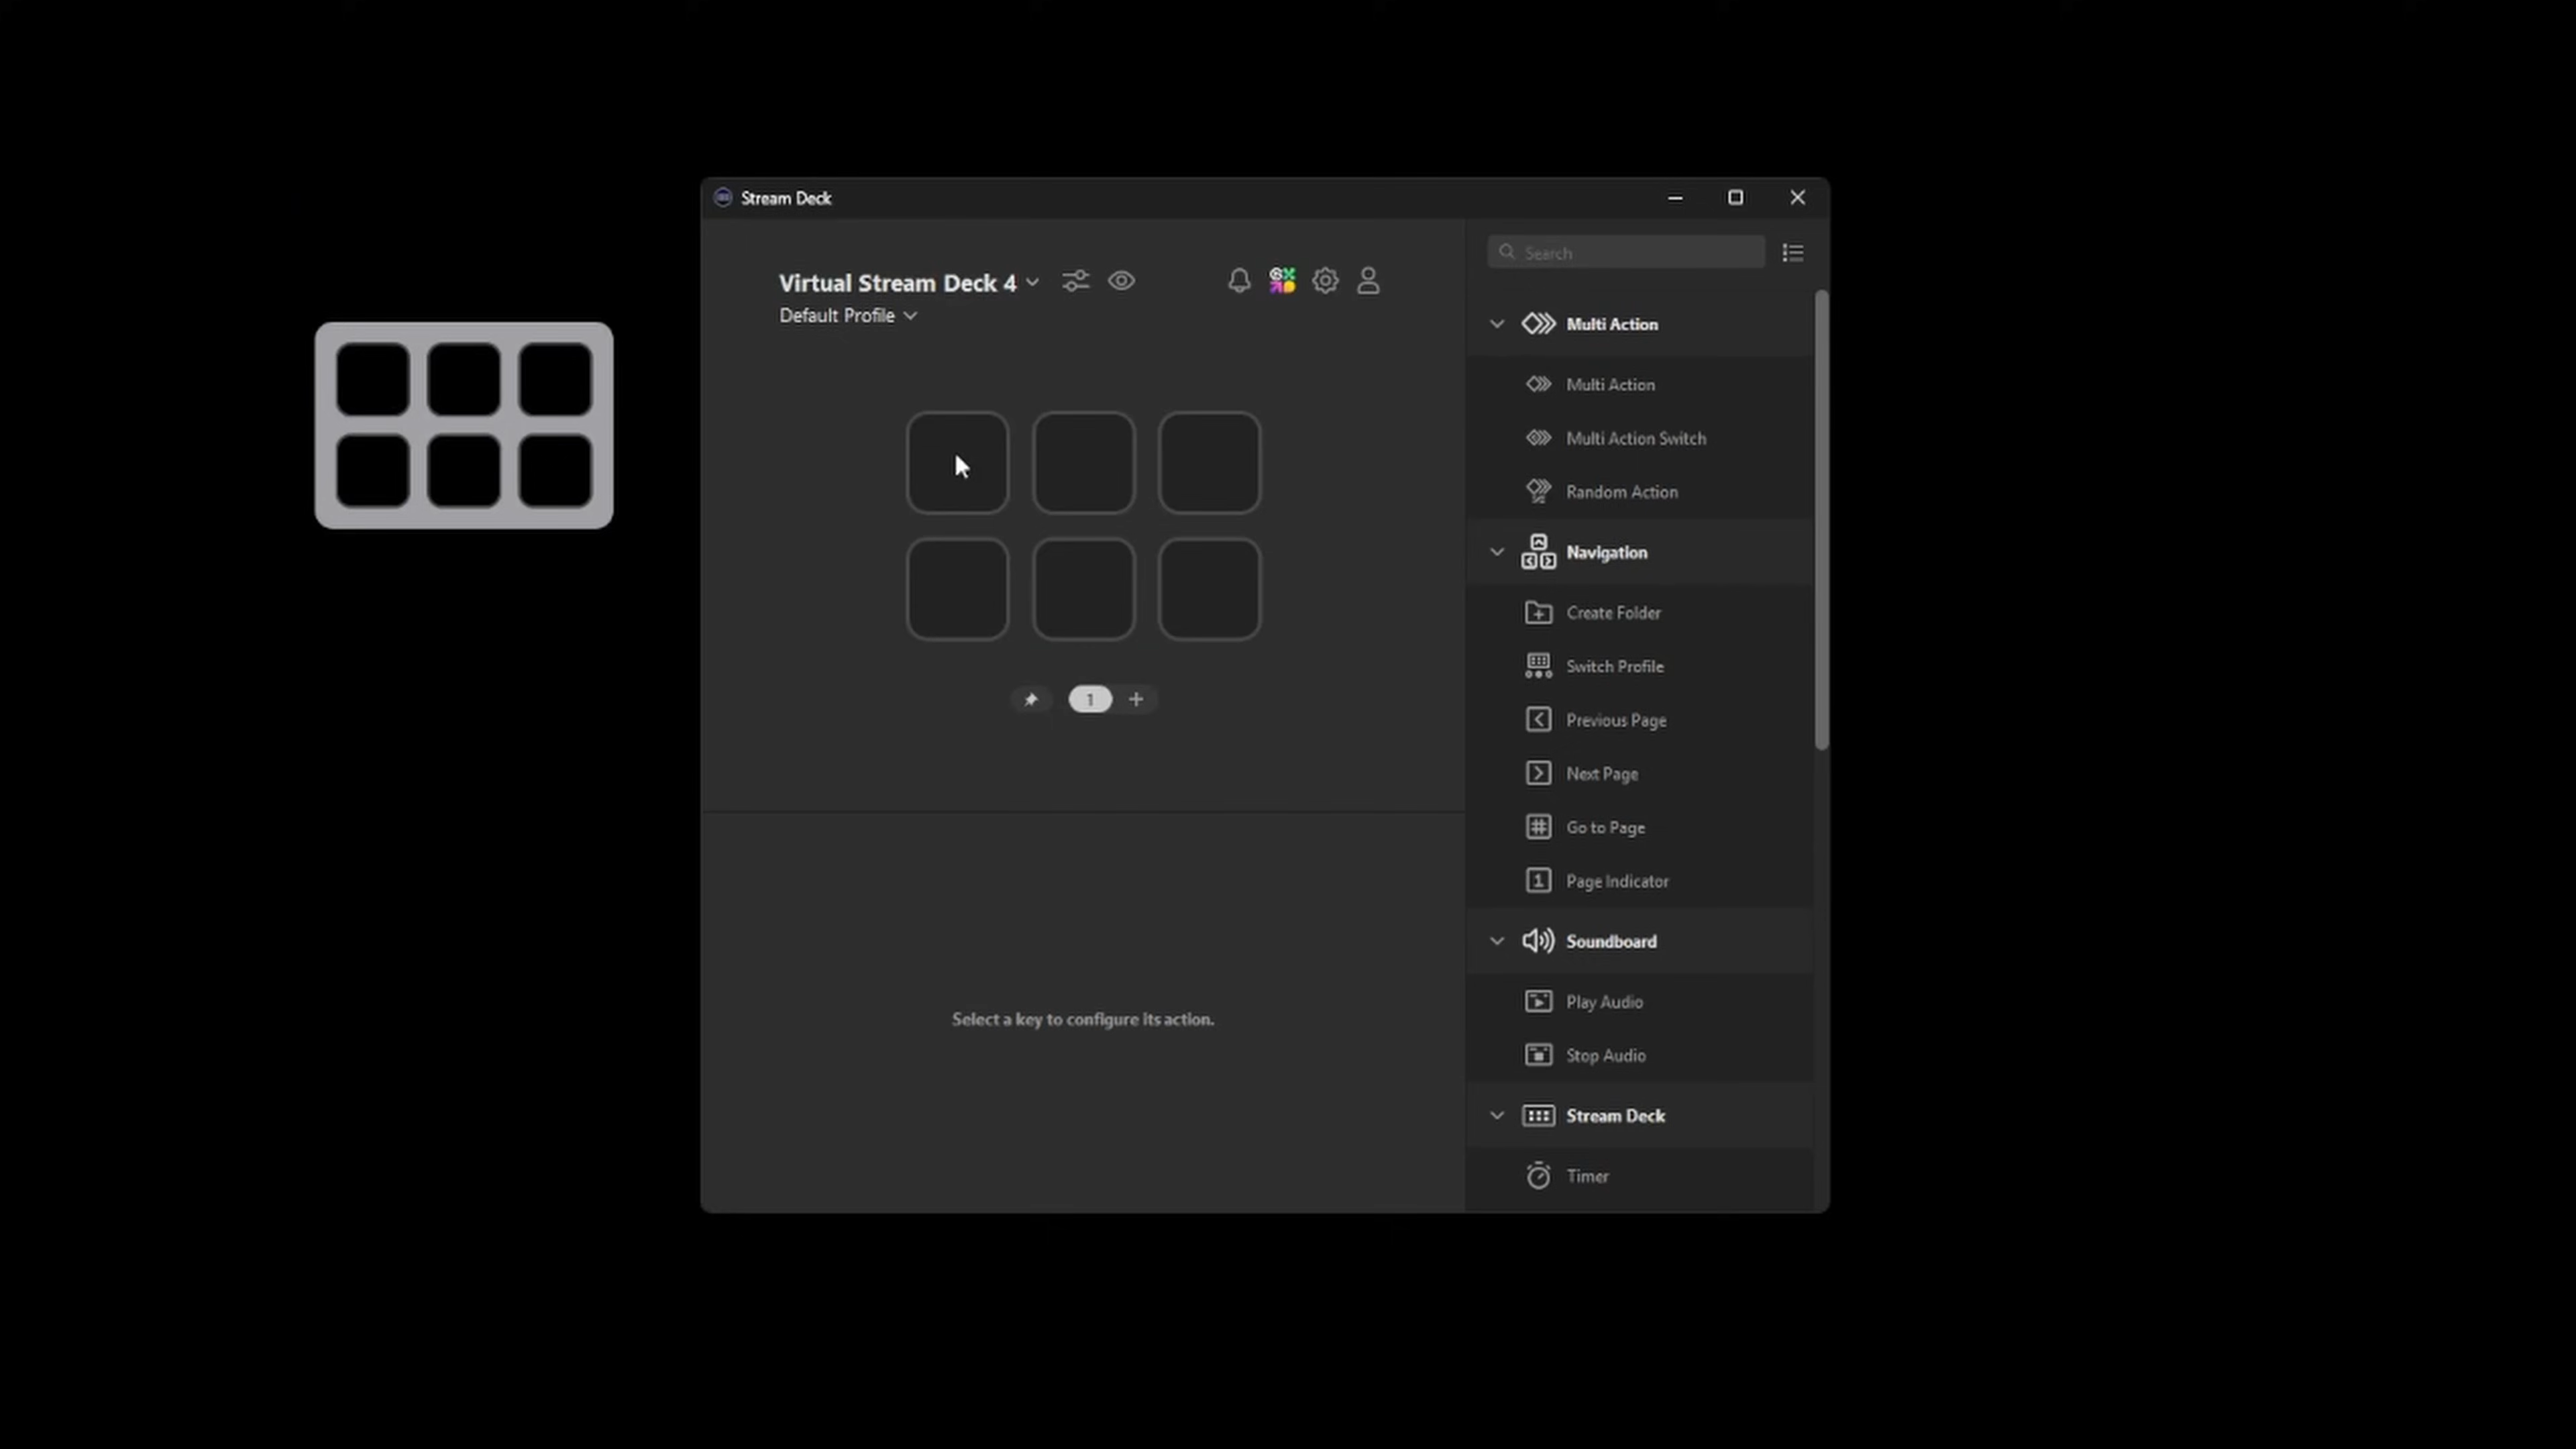 Stream Deck
Search
Virtual Stream Deck 4
Default Profile
1
Select a key to configure its action.
Multi Action
Multi Action
Multi Action Switch
Random Action
Navigation
Create Folder
Switch Profile
Previous Page
Next Page
Go to Page
Page Indicator
Soundboard
Play Audio
Stop Audio
Stream Deck
Timer